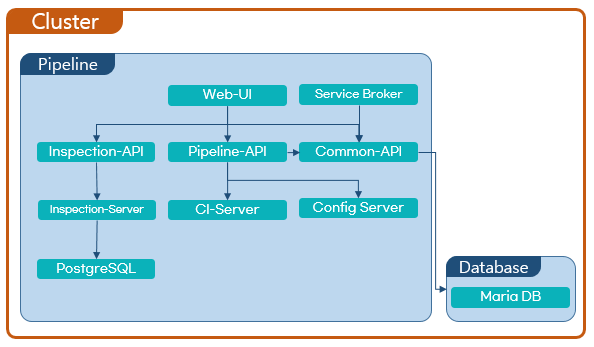 Cluster
Pipeline
Web-UI
Service Broker
Inspection-API
Pipeline-API
Common-API
Inspection-Server
CI-Server
Config Server
PostgreSQL
Database
Maria DB